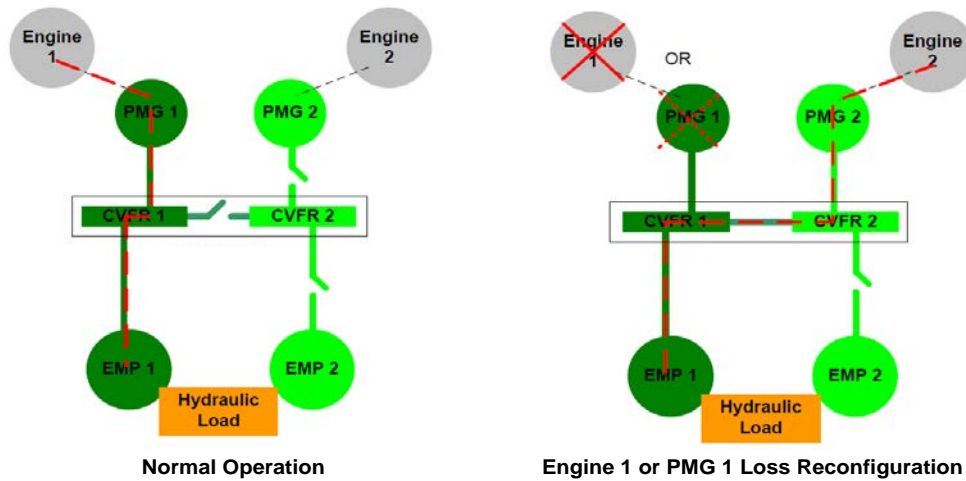 Engine
1
Engine
2
PMG 1
PMG 2
CVFR 1
CVFR 2
EMP 1
EMP 2
Hydraulic
Load
Normal Operation
Engine
1
OR
Engine
2
PMG 1
PMG 2
CVFR 1
CVFR 2
EMP 1
EMP 2
Hydraulic
Load
Engine 1 or PMG 1 Loss Reconfiguration